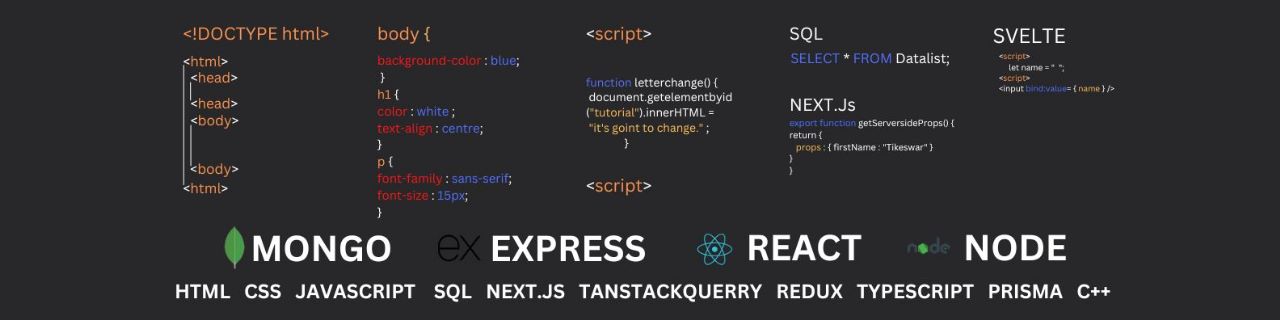 <!DOCTYPE html>
<html>
<head>
<head>
<body>
<body>
<html>
body {
background-color : blue;
}
h1 {
color : white ;
text-align : centre;
}
p {
font-family : sans-serif;
font-size : 15px;
}
<script>
function letterchange() {
document.getelementbyid
("tutorial").innerHTML =
"it's goint to change." ;
}
<script>
SQL
SELECT * FROM Datalist;
NEXT.Js
export function getServersideProps() {
return {
props : { firstName : "Tikeswar" }
}
}
SVELTE
<script>
let name = " ";
<script>
<input bind:value= { name } />
MONGO
ex EXPRESS
REACT
node NODE
HTML CSS JAVASCRIPT SQL NEXT.JS TANSTACKQUERRY REDUX TYPESCRIPT PRISMA C++